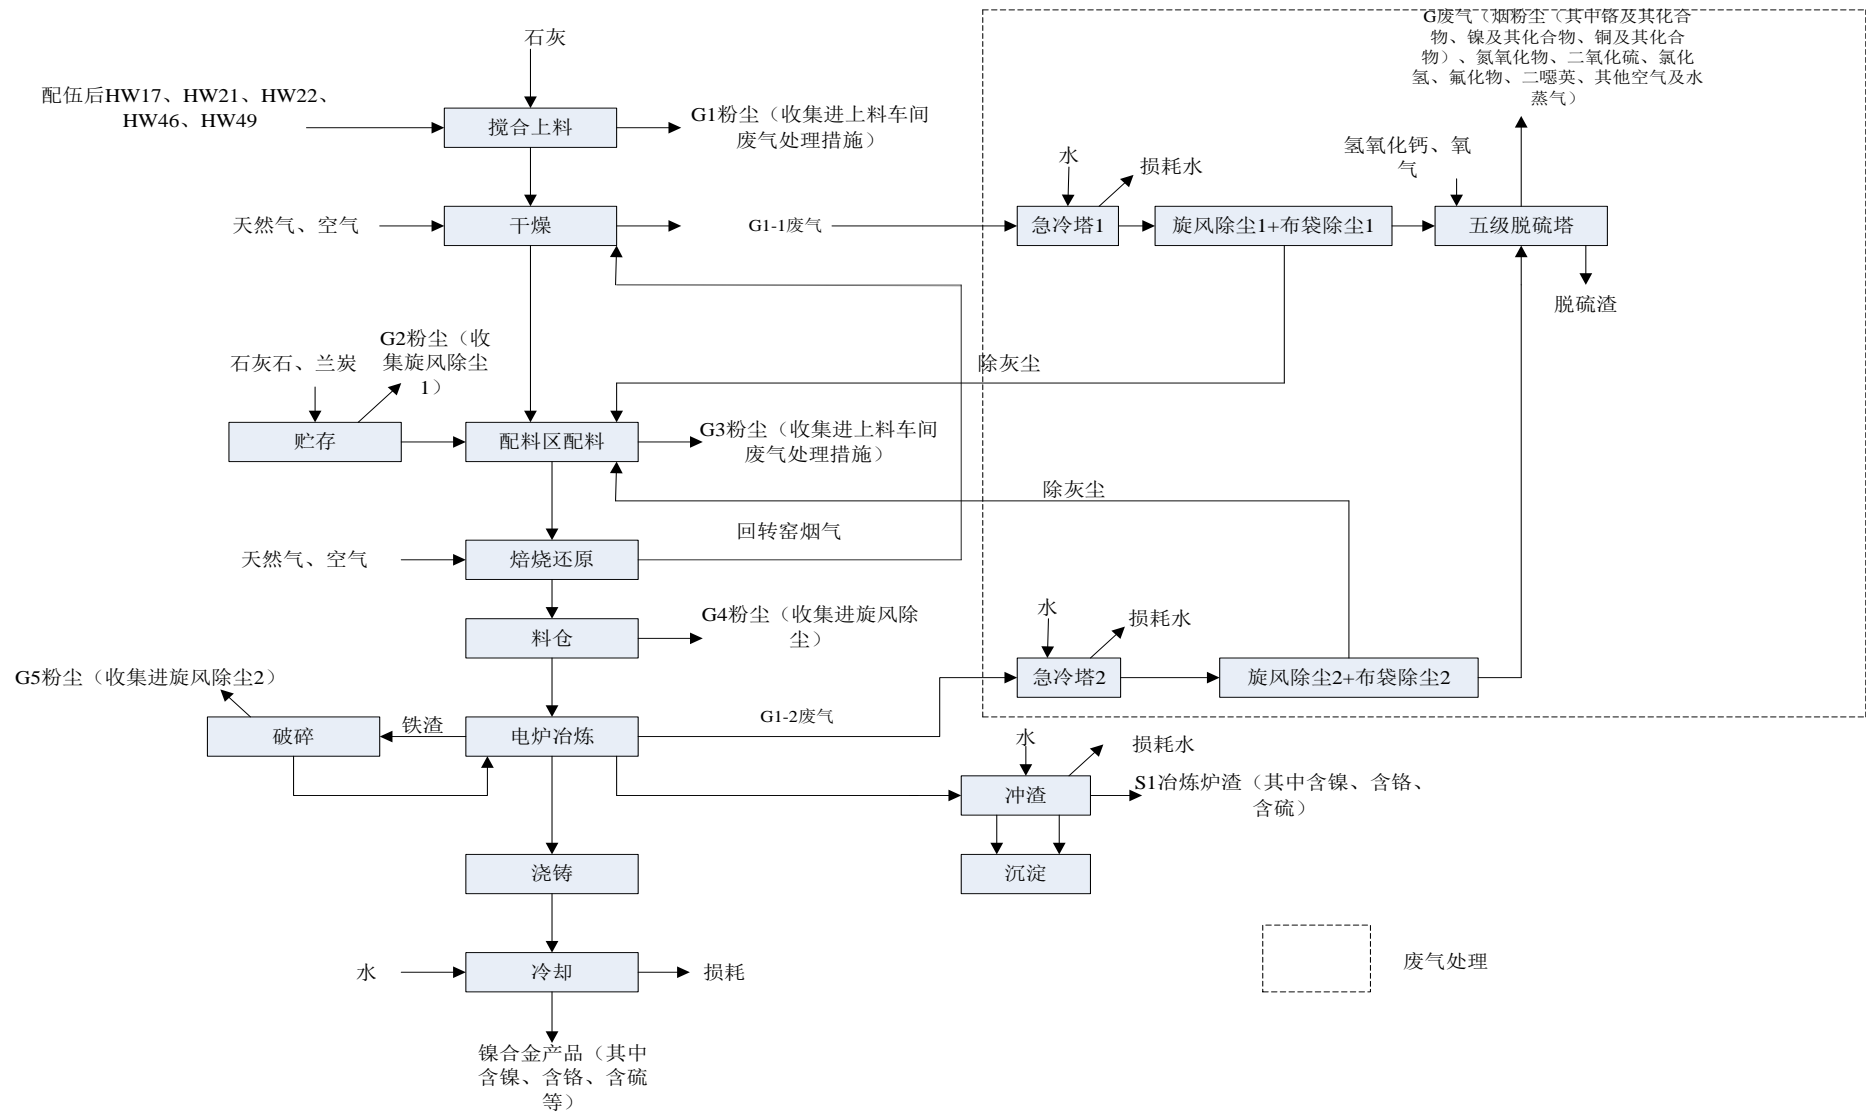 石灰
配伍后HW17、HW21、HW22、
HW46、HW49
搅合上料
G1粉尘（收集进上料车间
废气处理措施）
天然气、空气
干燥
G1-1废气
水
损耗水
急冷塔1
旋风除尘1+布袋除尘1
氢氧化钙、氧
气
五级脱硫塔
脱硫渣
G废气（烟粉尘（其中铬及其化合
物、镍及其化合物、铜及其化合
物）、氮氧化物、二氧化硫、氯化
氢、氟化物、二噁英、其他空气及水
蒸气）
石灰石、兰炭
G2粉尘（收
集旋风除尘
1）
除灰尘
贮存
配料区配料
G3粉尘（收集进上料车间
废气处理措施）
除灰尘
回转窑烟气
天然气、空气
焙烧还原
料仓
G4粉尘（收集进旋风除
尘）
水
损耗水
急冷塔2
旋风除尘2+布袋除尘2
G5粉尘（收集进旋风除尘2）
破碎
铁渣
电炉冶炼
G1-2废气
水
损耗水
冲渣
S1冶炼炉渣（其中含镍、含铬、
含硫）
沉淀
浇铸
水
冷却
损耗
废气处理
镍合金产品（其中
含镍、含铬、含硫
等）